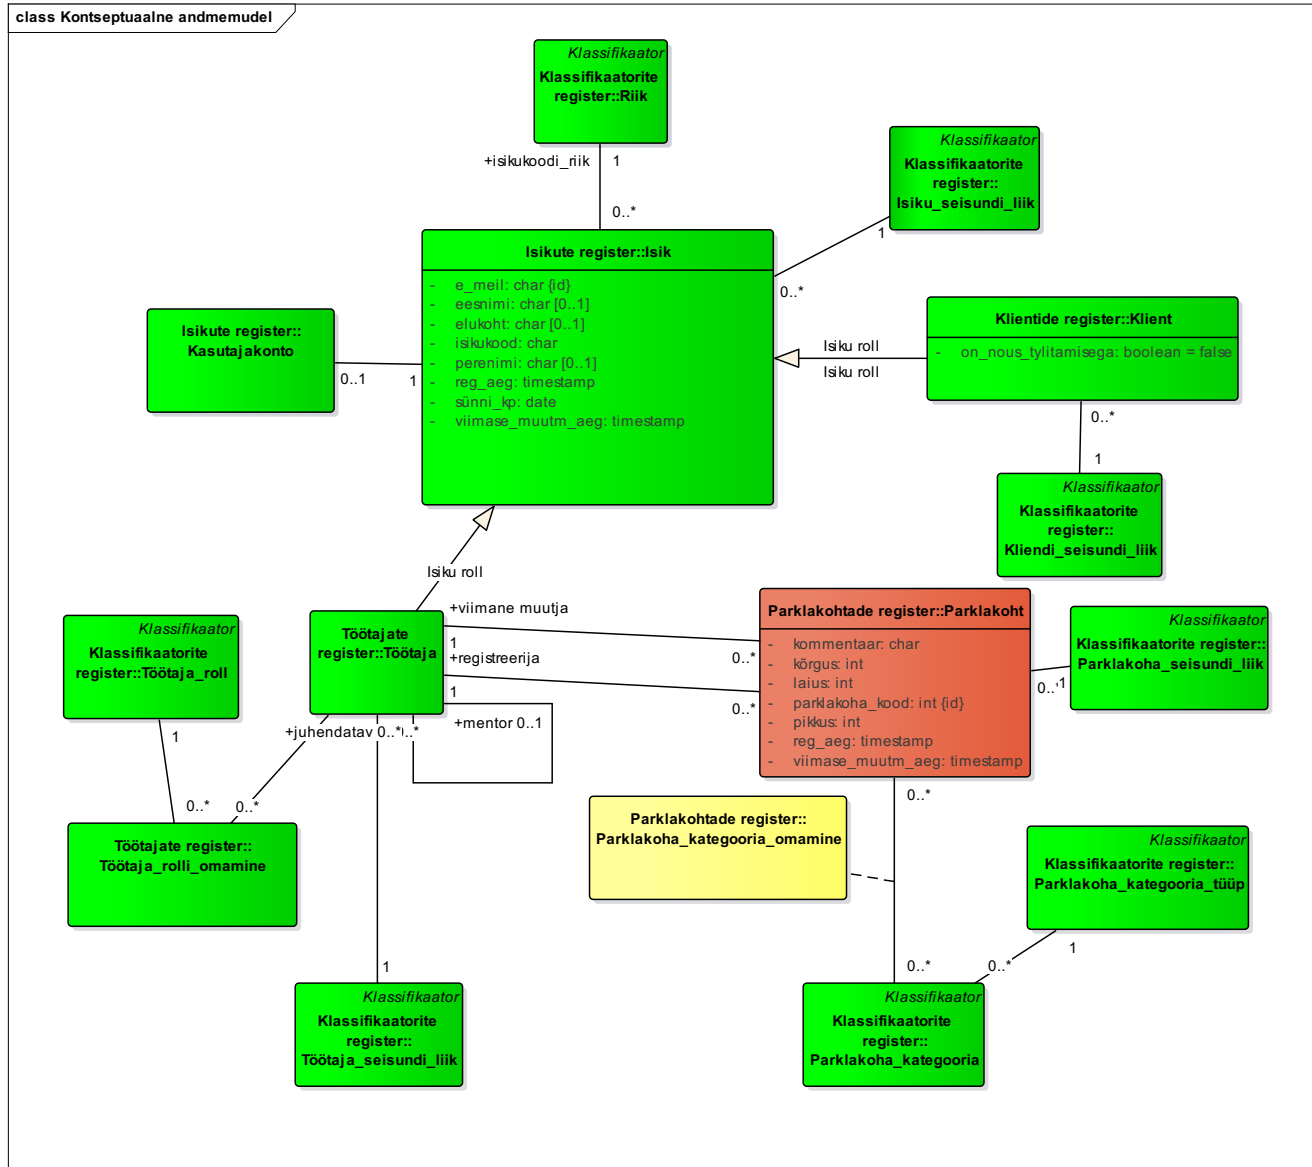 class Kontseptuaalne andmemudel
Klassifikaator
Klassifikaatorite
register::Riik
+isikukoodi_riik
1
0..*
Klassifikaator
Klassifikaatorite
register::
Isiku_seisundi_liik
1
0..*
Isikute register::Isik
- e_meil: char {id}
- eesnimi: char [0..1]
- elukoht: char [0..1]
- isikukood: char
- perenimi: char [0..1]
- reg_aeg: timestamp
- sünni_kp: date
- viimase_muutm_aeg: timestamp
Isikute register::
Kasutajakonto
0..1
1
Klientide register::Klient
- on_nous_tylitamisega: boolean = false
Isiku roll
Isiku roll
0..*
1
Klassifikaator
Klassifikaatorite
register::
Kliendi_seisundi_liik
Isiku roll
Töötajate
register::Töötaja
+viimane muutja
1
0..*
+registreerija
1
0..*
+mentor 0..1
+juhendatav 0..*
0..*
Parklakohtade register::Parklakoht
- kommentaar: char
- kõrgus: int
- laius: int
- parklakoha_kood: int {id}
- pikkus: int
- reg_aeg: timestamp
- viimase_muutm_aeg: timestamp
Klassifikaator
Klassifikaatorite register::
Parklakoha_seisundi_liik
0..*
1
Klassifikaator
Klassifikaatorite
register::Töötaja_roll
1
0..*
0..*
Töötajate register::
Töötaja_rolli_omamine
1
Klassifikaator
Klassifikaatorite
register::
Töötaja_seisundi_liik
Parklakohtade register::
Parklakoha_kategooria_omamine
0..*
0..*
Klassifikaator
Klassifikaatorite register::
Parklakoha_kategooria_tüüp
1
0..*
Klassifikaator
Klassifikaatorite
register::
Parklakoha_kategooria